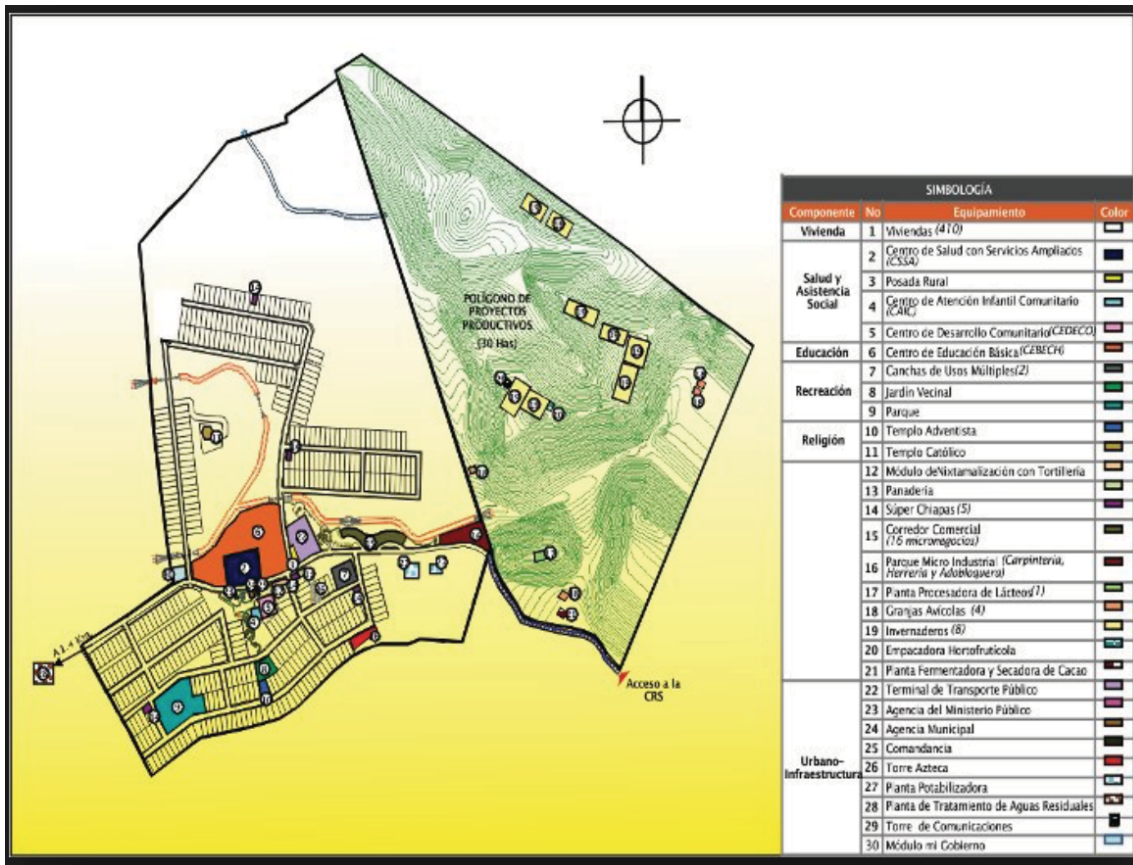 POLÍGONO DE
PROYECTOS
PRODUCTIVOS
(30 Has)
A 1.4 Km.
Acceso a la
CRS
SIMBOLOGÍA
Componente No Equipamiento Color
Vivienda 1 Viviendas (410)
Salud y Asistencia Social
2 Centro de Salud con Servicios Ampliados (CSSA)
3 Posada Rural
4 Centro de Atención Infantil Comunitario (CAIC)
5 Centro de Desarrollo Comunitario(CEDECO)
Educación 6 Centro de Educación Básica (CEBECH)
Recreación
7 Canchas de Usos Múltiples(2)
8 Jardín Vecinal
9 Parque
Religión
10 Templo Adventista
11 Templo Católico
12 Módulo deNixtamalización con Tortillería
13 Panadería
14 Súper Chiapas (5)
15 Corredor Comercial (16 micronegocios)
16 Parque Micro Industrial (Carpintería, Herrería y Adobloquera)
17 Planta Procesadora de Lácteos(1)
18 Granjas Avícolas (4)
19 Invernaderos (8)
20 Empacadora Hortofrutícola
21 Planta Fermentadora y Secadora de Cacao
Urbano-Infraestructura
22 Terminal de Transporte Público
23 Agencia del Ministerio Público
24 Agencia Municipal
25 Comandancia
26 Torre Azteca
27 Planta Potabilizadora
28 Planta de Tratamiento de Aguas Residuales
29 Torre de Comunicaciones
30 Módulo mi Gobierno